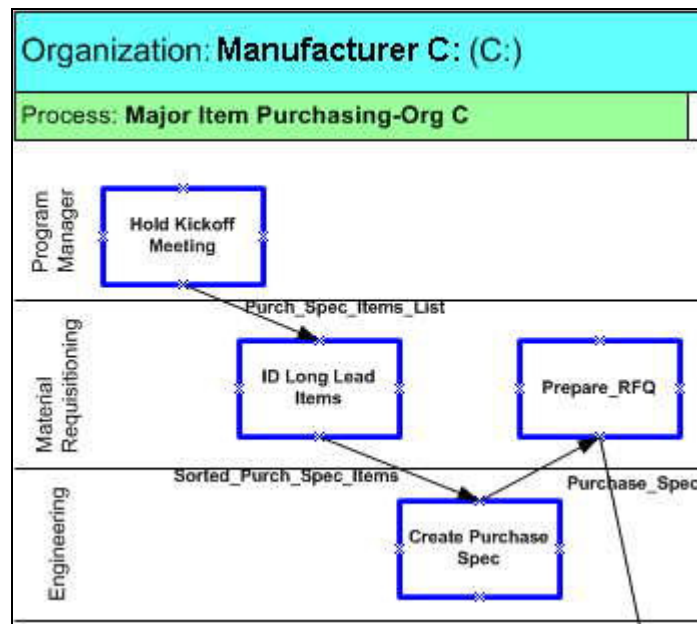 Organization: Manufacturer C: (C:)
Process: Major Item Purchasing-Org C
Program
Manager
Hold Kickoff
Meeting
Purch_Spec_Items_List
Material
Requisitioning
ID Long Lead
Items
Prepare_RFQ
Sorted_Purch_Spec_Items
Purchase_Spec
Engineering
Create Purchase
Spec